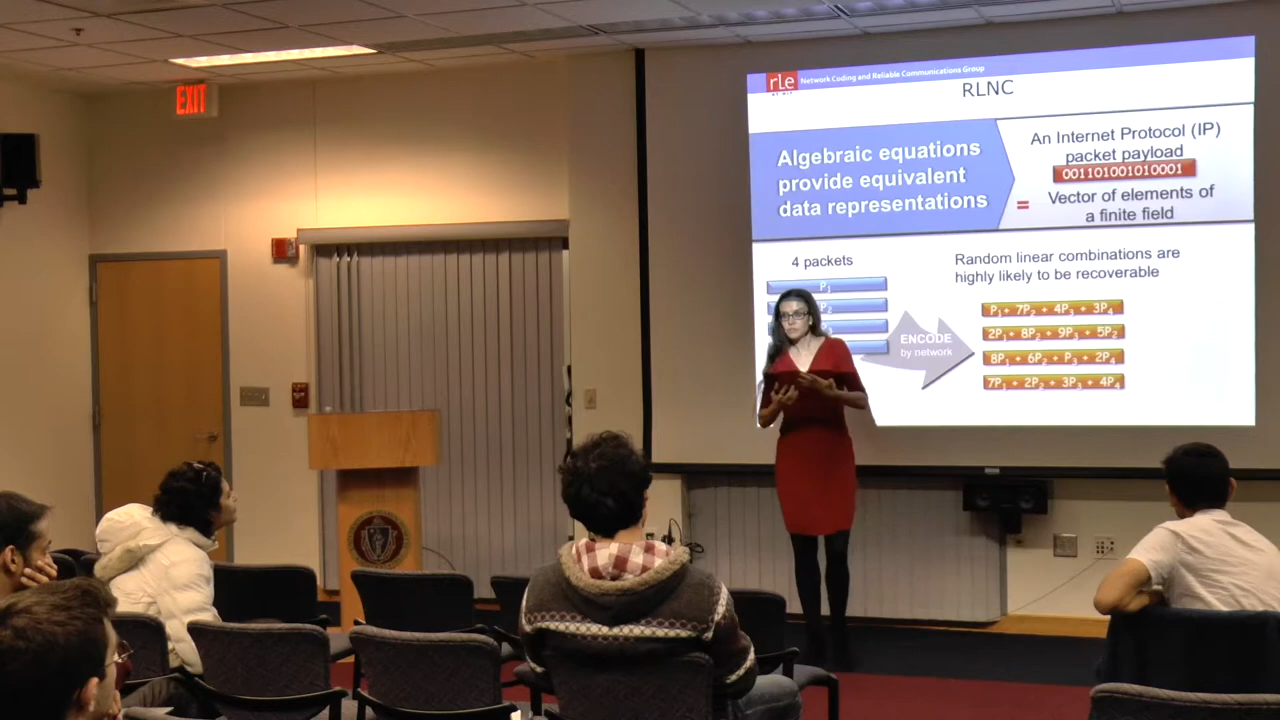 EXIT
rle
Network Coding and Reliable Communications Group
RLNC
Algebraic equations
provide equivalent
data representations
An Internet Protocol (IP)
packet payload
001101001010001
= Vector of elements of
a finite field
4 packets
P1
P2
3
Random linear combinations are
highly likely to be recoverable
ENCODE
by network
P1+ 7P2 + 4P3 + 3P4
2P1+ 8P2 + 9P3 + 5P2
8P1 + 6P2 + P3 + 2P4
7P1 + 2P2 + 3P3 + 4P4